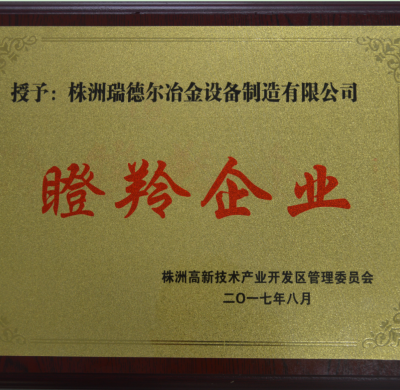 授予：株洲瑞德尔冶金设备制造有限公司
瞪羚企业
株洲高新技术产业开发区管理委员会
二〇一七年八月